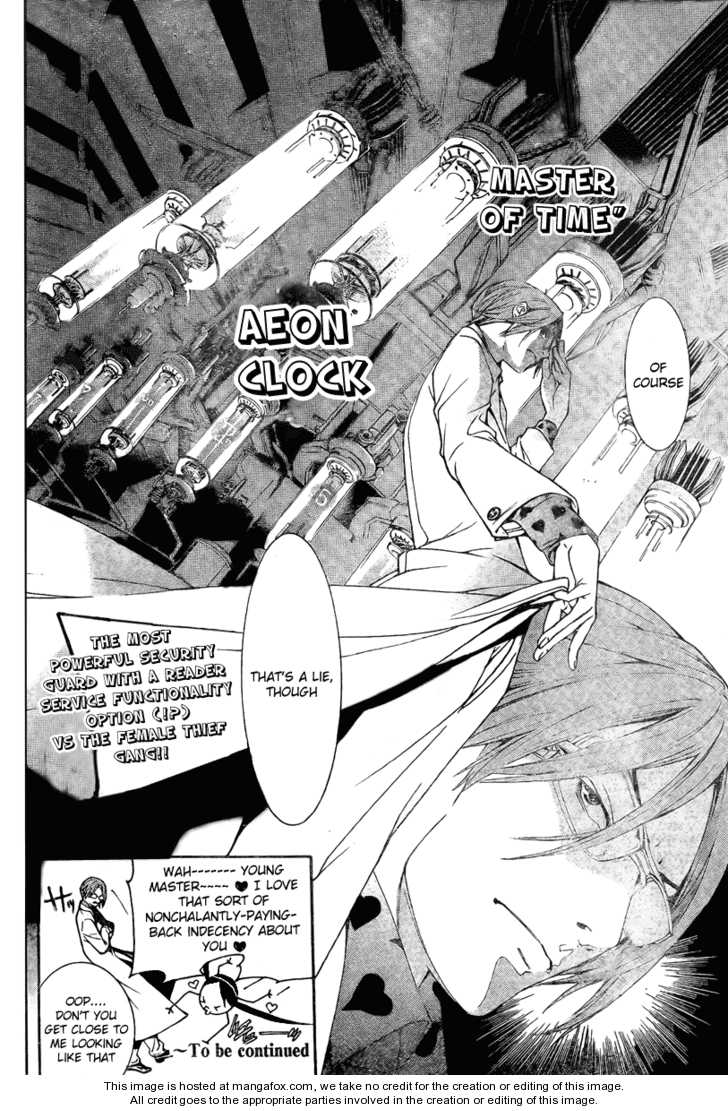 MASTER
OF TIME"
AEON
CLOCK
OF
COURSE
THAT'S A LIE,
THOUGH
THE MOST
POWERFUL SECURITY
GUARD WITH A READER
SERVICE FUNCTIONALITY
OPTION (!?)
VS THE FEMALE THIEF
GANG!!
WAH------- YOUNG
MASTER~~~~ ♥ I LOVE
THAT SORT OF
NONCHALANTLY-PAYING-
BACK INDECENCY ABOUT
YOU ♥
OOP....
DON'T YOU
GET CLOSE TO
ME LOOKING
LIKE THAT
~To be continued
This image is hosted at mangafox.com, we take no credit for the creation or editing of this image.
All credit goes to the appropriate parties involved in the creation or editing of this image.